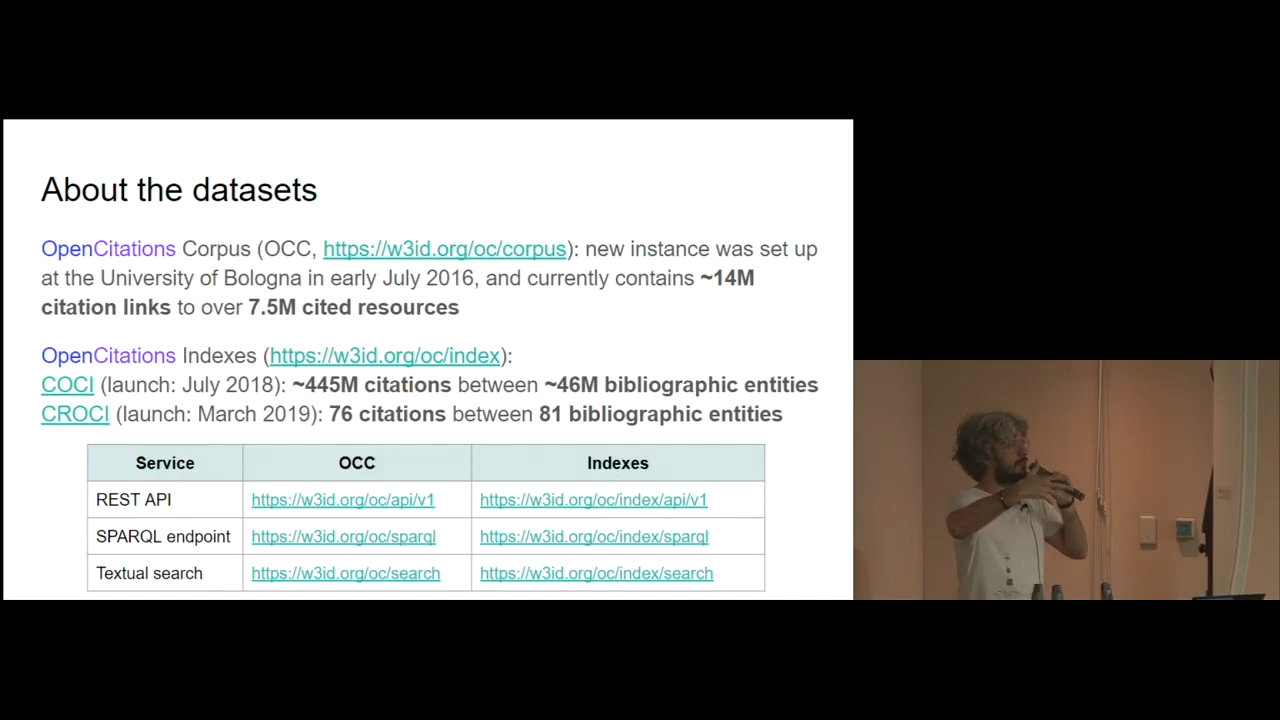 About the datasets
OpenCitations Corpus (OCC, https://w3id.org/oc/corpus): new instance was set up
at the University of Bologna in early July 2016, and currently contains ~14M
citation links to over 7.5M cited resources
OpenCitations Indexes (https://w3id.org/oc/index):
COCI (launch: July 2018): ~445M citations between ~46M bibliographic entities
CROCI (launch: March 2019): 76 citations between 81 bibliographic entities
Service OCC Indexes
REST API https://w3id.org/oc/api/v1 https://w3id.org/oc/index/api/v1
SPARQL endpoint https://w3id.org/oc/sparql https://w3id.org/oc/index/sparql
Textual search https://w3id.org/oc/search https://w3id.org/oc/index/search